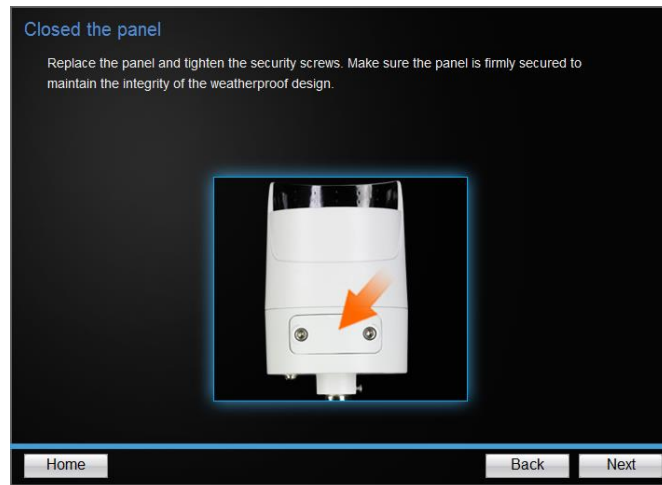 Closed the panel
Replace the panel and tighten the security screws. Make sure the panel is firmly secured to
maintain the integrity of the weatherproof design.
Home
Back
Next